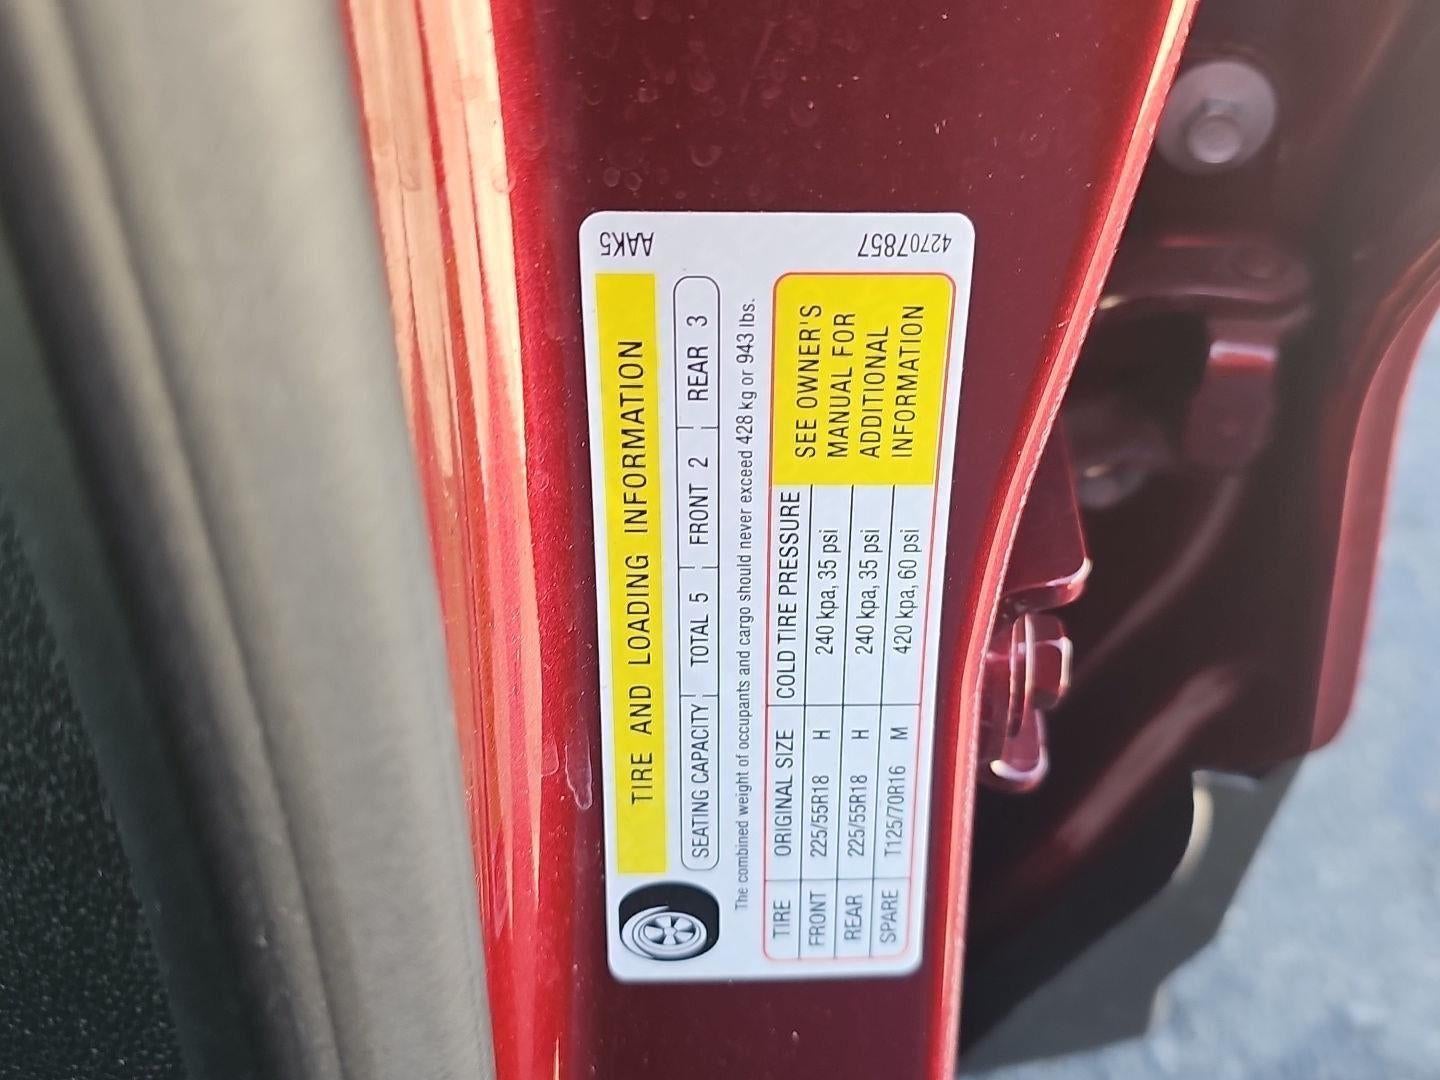 TIRE AND LOADING INFORMATION
SEATING CAPACITY TOTAL 5 FRONT 2 REAR 3
The combined weight of occupants and cargo should never exceed 428 kg or 943 lbs.
TIRE ORIGINAL SIZE COLD TIRE PRESSURE
FRONT 225/55R18 H 240 kpa, 35 psi
REAR 225/55R18 H 240 kpa, 35 psi
SPARE T125/70R16 M 420 kpa, 60 psi
SEE OWNER'S
MANUAL FOR
ADDITIONAL
INFORMATION
AAK5
42707857